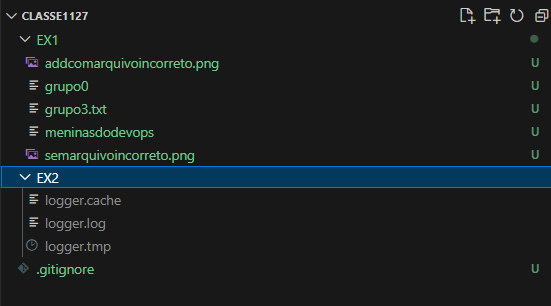 CLASSE1127
EX1
addcomarquivoincorreto.png U
grupo0 U
grupo3.txt U
meninasdodevops U
semarquivoincorreto.png U
EX2
logger.cache
logger.log
logger.tmp
.gitignore U